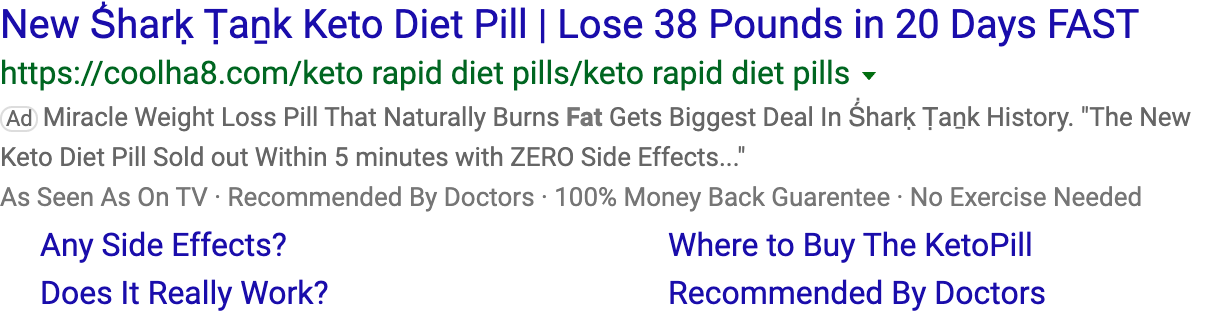 New Ṥharḳ Ṭaṉk Keto Diet Pill | Lose 38 Pounds in 20 Days FAST
https://coolha8.com/keto rapid diet pills/keto rapid diet pills
Ad Miracle Weight Loss Pill That Naturally Burns Fat Gets Biggest Deal In Ṥharḳ Ṭaṉk History. "The New
Keto Diet Pill Sold out Within 5 minutes with ZERO Side Effects..."
As Seen As On TV · Recommended By Doctors · 100% Money Back Guarentee · No Exercise Needed
Any Side Effects? Where to Buy The KetoPill
Does It Really Work? Recommended By Doctors